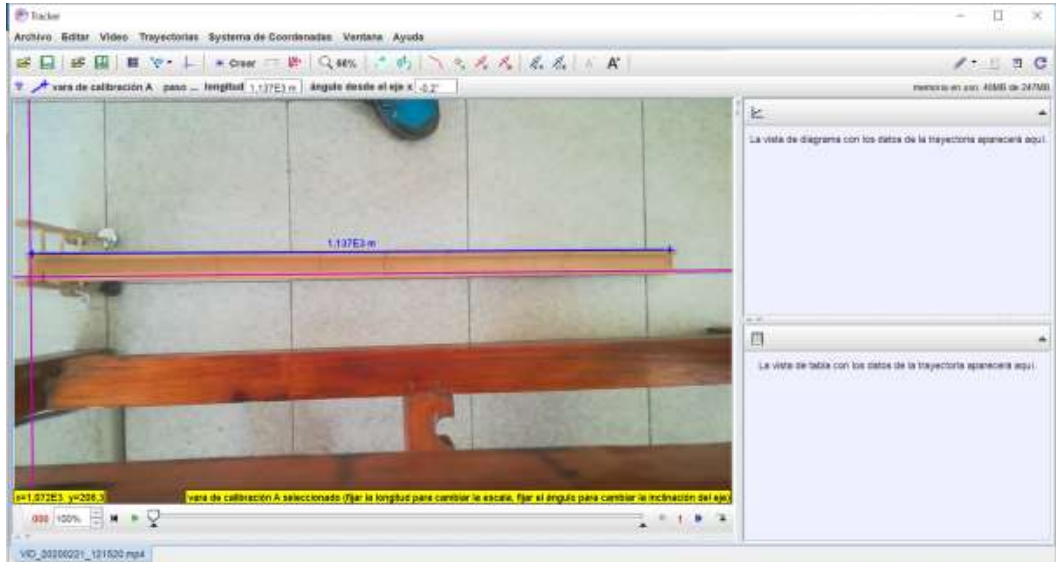 Tracker
Archivo Editar Video Trayectorias Systema de Coordenadas Ventana Ayuda
Crear 66%
vara de calibración A paso ... longitud 1,137E3 m ángulo desde el eje x -0,2° memoria en uso: 40MB de 247MB
La vista de diagrama con los datos de la trayectoria aparecerá aquí.
1,137E3 m
La vista de tabla con los datos de la trayectoria aparecerá aquí.
x=1,072E3 y=208,3 vara de calibración A seleccionado (fijar la longitud para cambiar la escala, fijar el ángulo para cambiar la inclinación del eje)
000 100% 1
VID_20200221_121520.mp4